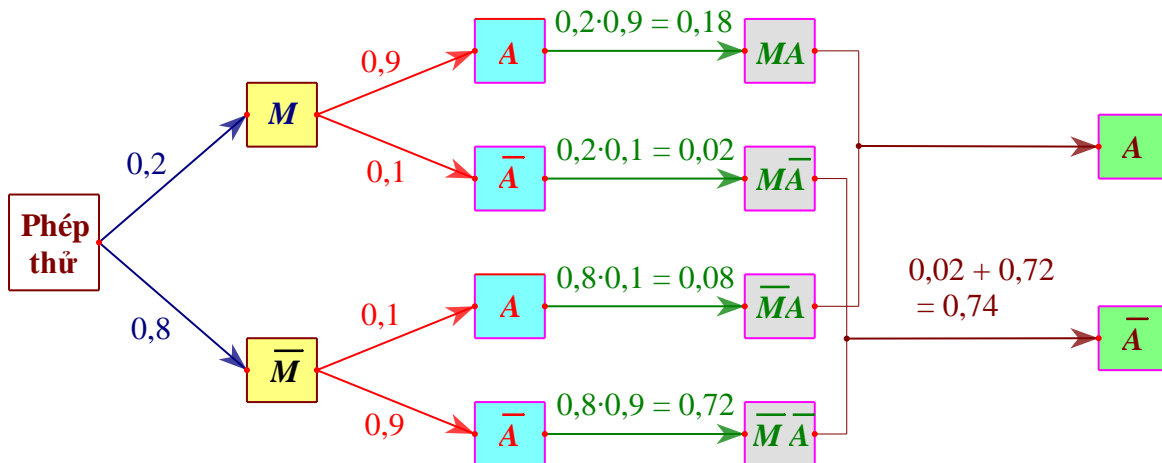 0,2·0,9 = 0,18
A
MA
0,9
M
0,2
0,1
0,2·0,1 = 0,02
A̅
MA̅
A
Phép
thử
0,8·0,1 = 0,08
0,02 + 0,72
= 0,74
A
M̅A
0,1
0,8
M̅
A̅
0,9
0,8·0,9 = 0,72
A̅
M̅ A̅